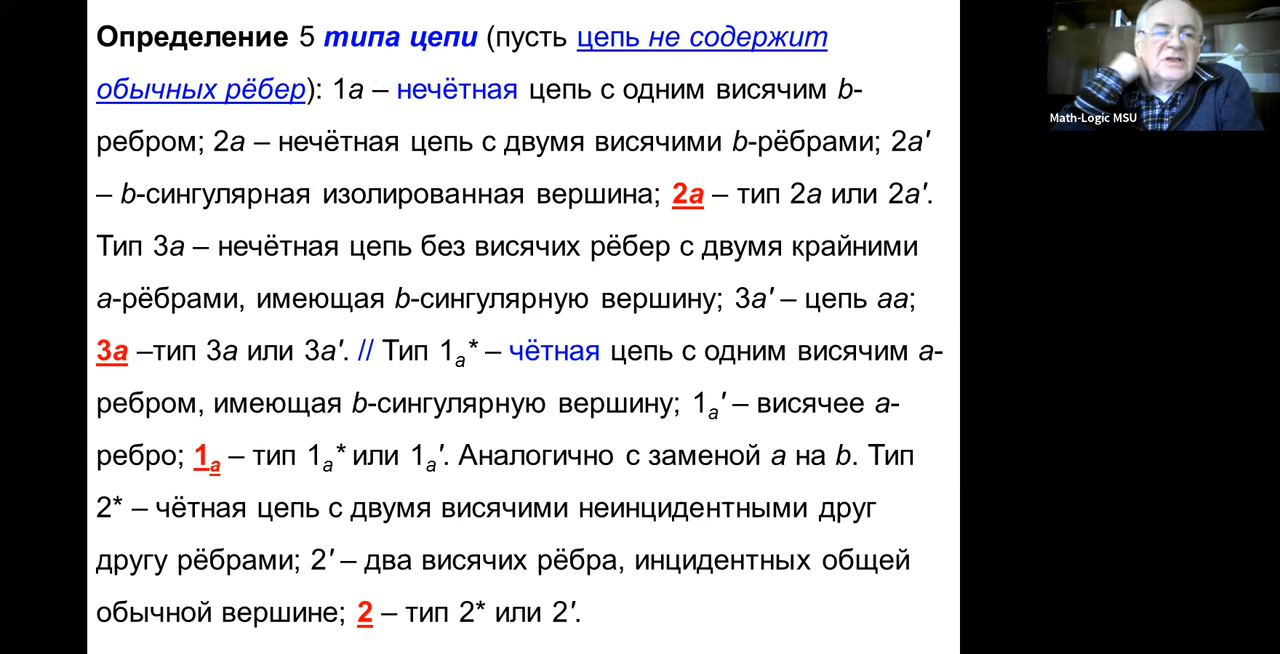 Определение 5 типа цепи (пусть цепь не содержит
обычных рёбер): 1a – нечётная цепь с одним висячим b-
ребром; 2a – нечётная цепь с двумя висячими b-рёбрами; 2a′
– b-сингулярная изолированная вершина; 2a – тип 2a или 2a′.
Тип 3a – нечётная цепь без висячих рёбер с двумя крайними
a-рёбрами, имеющая b-сингулярную вершину; 3a′ – цепь aa;
3a –тип 3a или 3a′. // Тип 1a* – чётная цепь с одним висячим a-
ребром, имеющая b-сингулярную вершину; 1a′ – висячее a-
ребро; 1a – тип 1a* или 1a′. Аналогично с заменой a на b. Тип
2* – чётная цепь с двумя висячими неинцидентными друг
другу рёбрами; 2′ – два висячих ребра, инцидентных общей
обычной вершине; 2 – тип 2* или 2′.
Math-Logic MSU